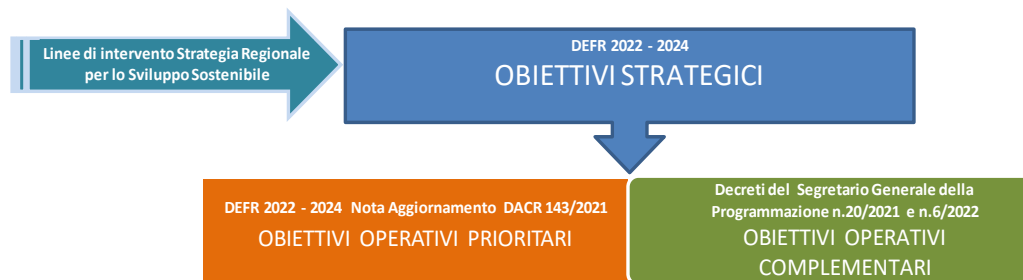 Linee di intervento Strategia Regionale
per lo Sviluppo Sostenibile
DEFR 2022 - 2024
OBIETTIVI STRATEGICI
DEFR 2022 - 2024 Nota Aggiornamento DACR 143/2021
OBIETTIVI OPERATIVI PRIORITARI
Decreti del Segretario Generale della
Programmazione n.20/2021 e n.6/2022
OBIETTIVI OPERATIVI
COMPLEMENTARI